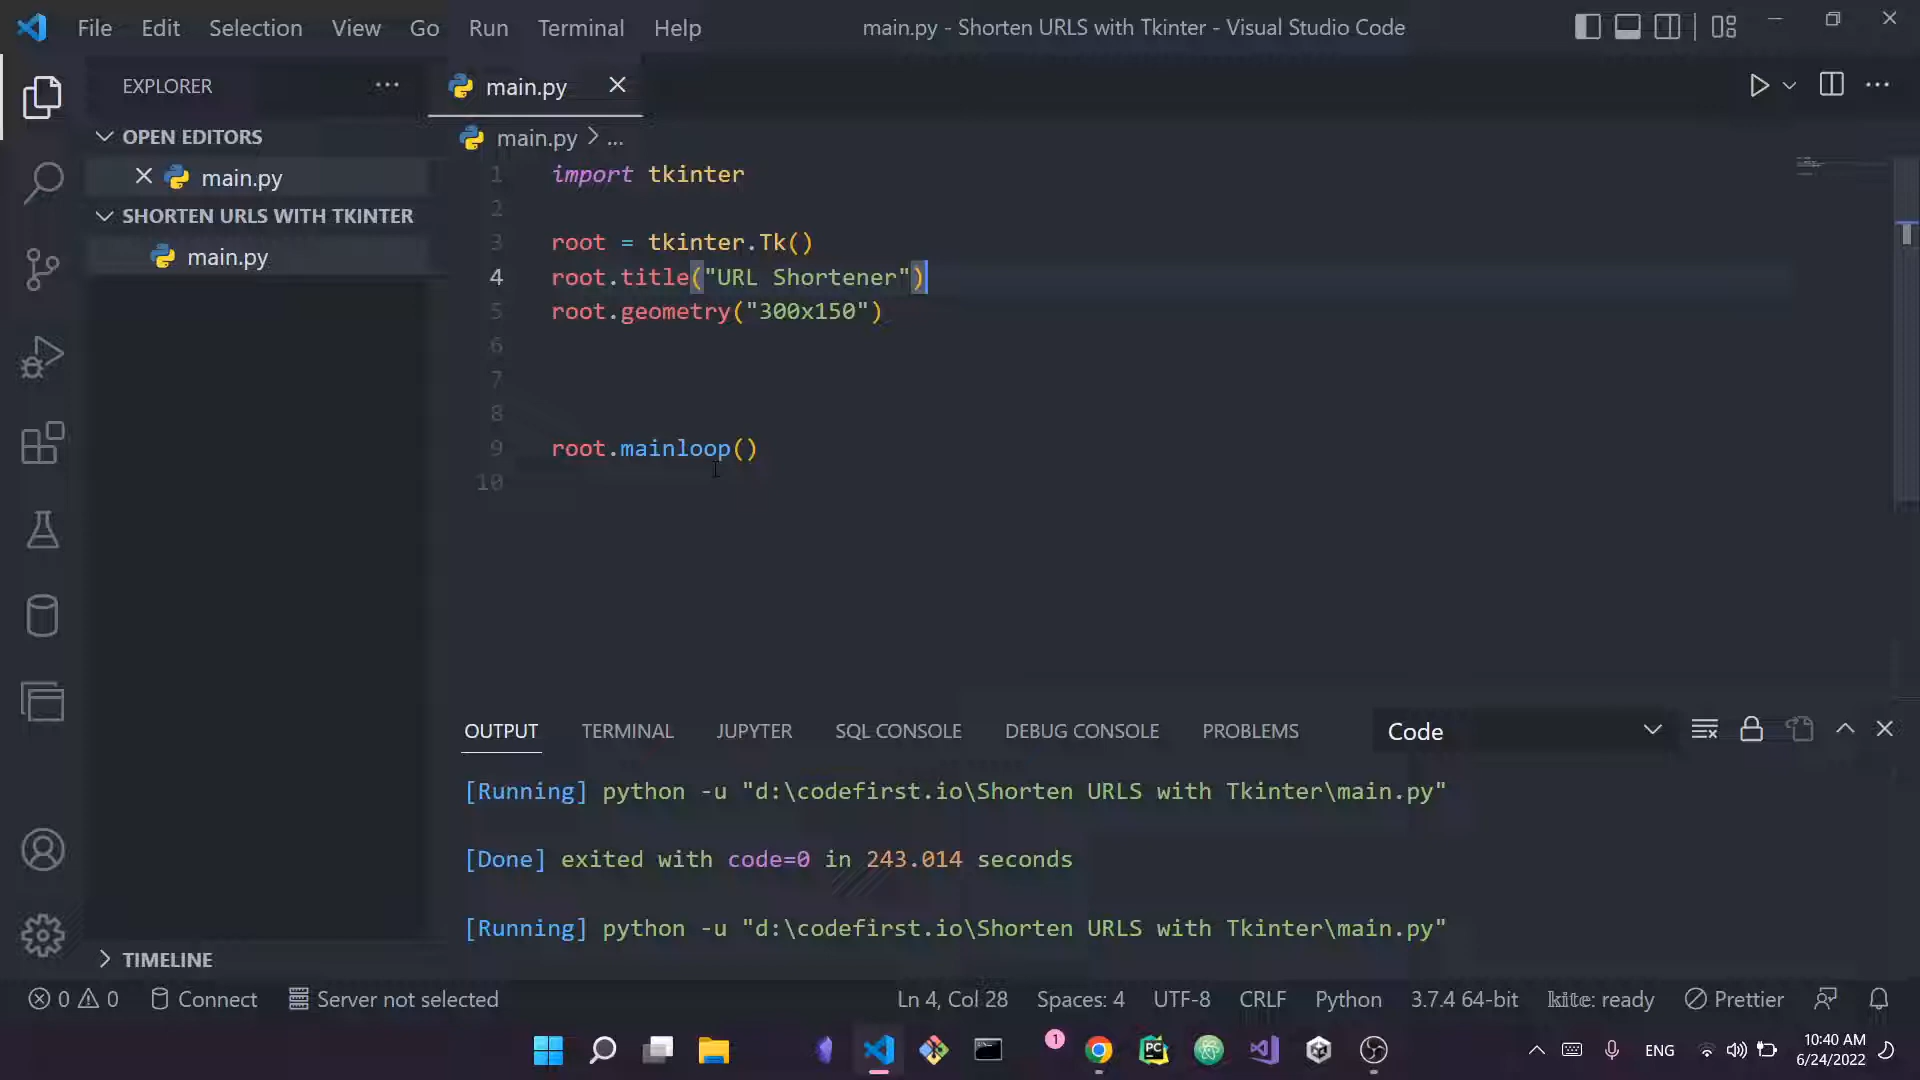 File Edit Selection View Go Run Terminal Help
main.py - Shorten URLS with Tkinter - Visual Studio Code
EXPLORER
OPEN EDITORS
main.py
SHORTEN URLS WITH TKINTER
main.py
TIMELINE
main.py
main.py > ...
1 import tkinter
2
3 root = tkinter.Tk()
4 root.title("URL Shortener")
5 root.geometry("300x150")
6
7
8
9 root.mainloop()
10
OUTPUT TERMINAL JUPYTER SQL CONSOLE DEBUG CONSOLE PROBLEMS Code
[Running] python -u "d:\codefirst.io\Shorten URLS with Tkinter\main.py"
[Done] exited with code=0 in 243.014 seconds
[Running] python -u "d:\codefirst.io\Shorten URLS with Tkinter\main.py"
0 0 Connect Server not selected Ln 4, Col 28 Spaces: 4 UTF-8 CRLF Python 3.7.4 64-bit kite: ready Prettier
1 PC ENG 10:40 AM
6/24/2022